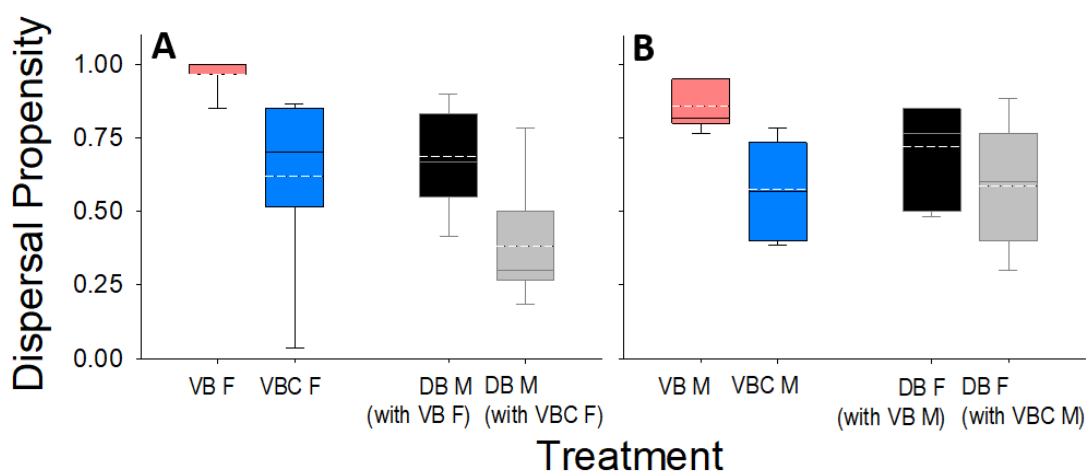 A
B
Dispersal Propensity
1.00
0.75
0.50
0.25
0.00
VB F
VBC F
DB M
(with VB F)
DB M
(with VBC F)
VB M
VBC M
DB F
(with VB M)
DB F
(with VBC M)
Treatment